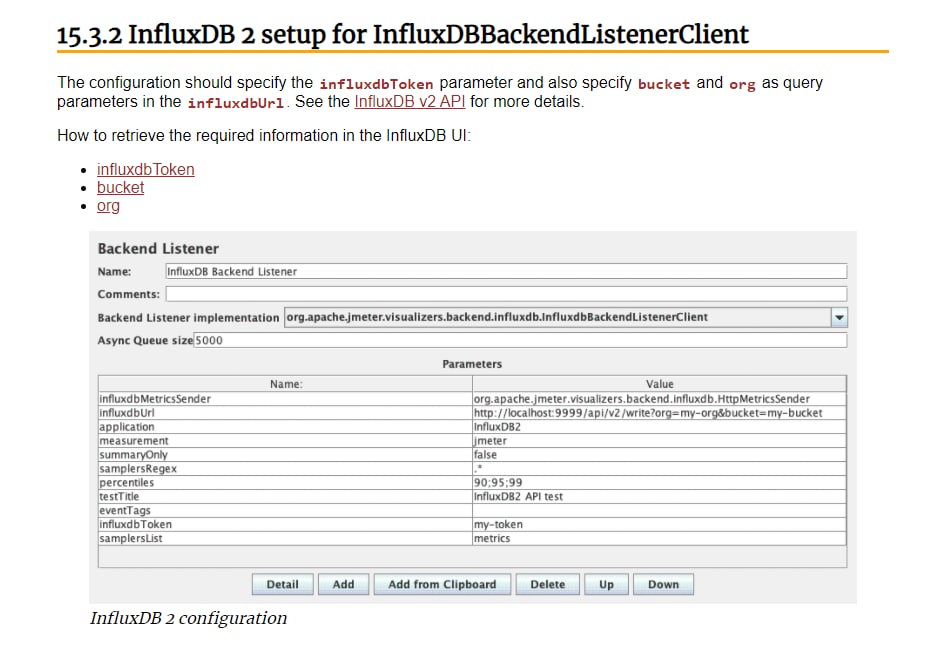 15.3.2 InfluxDB 2 setup for InfluxDBBackendListenerClient
The configuration should specify the influxdbToken parameter and also specify bucket and org as query
parameters in the influxdbUrl. See the InfluxDB v2 API for more details.
How to retrieve the required information in the InfluxDB UI:
influxdbToken
bucket
org
Backend Listener
Name: InfluxDB Backend Listener
Comments:
Backend Listener implementation org.apache.jmeter.visualizers.backend.influxdb.InfluxdbBackendListenerClient
Async Queue size 5000
Parameters
Name: Value
influxdbMetricsSender org.apache.jmeter.visualizers.backend.influxdb.HttpMetricsSender
influxdbUrl http://localhost:9999/api/v2/write?org=my-org&bucket=my-bucket
application InfluxDB2
measurement jmeter
summaryOnly false
samplersRegex .*
percentiles 90;95;99
testTitle InfluxDB2 API test
eventTags
influxdbToken my-token
samplersList metrics
Detail Add Add from Clipboard Delete Up Down
InfluxDB 2 configuration